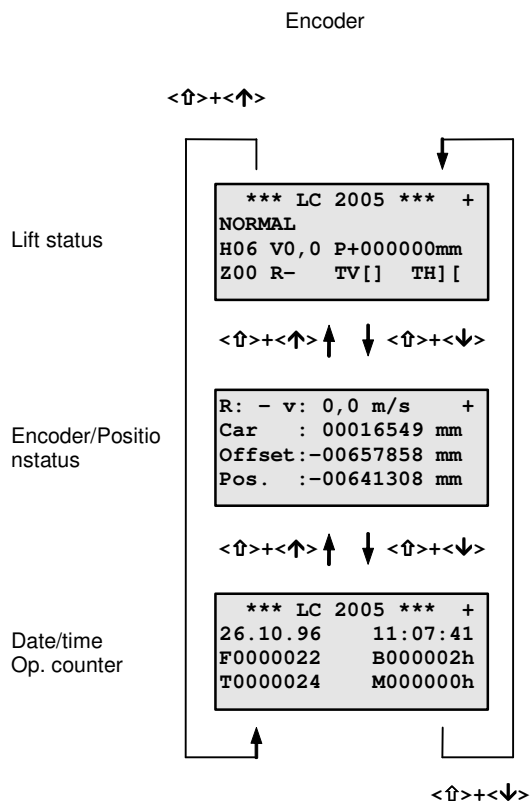 Encoder
<⇧>+<↑>
*** LC 2005 *** +
NORMAL
Lift status
H06 V0,0 P+000000mm
Z00 R- TV[] TH][
<⇧>+<↑> <⇧>+<↓>
R: - v: 0,0 m/s +
Car : 00016549 mm
Encoder/Positio
nstatus
Offset:-00657858 mm
Pos. :-00641308 mm
<⇧>+<↑> <⇧>+<↓>
*** LC 2005 *** +
Date/time
Op. counter
26.10.96 11:07:41
F0000022 B000002h
T0000024 M000000h
<⇧>+<↓>